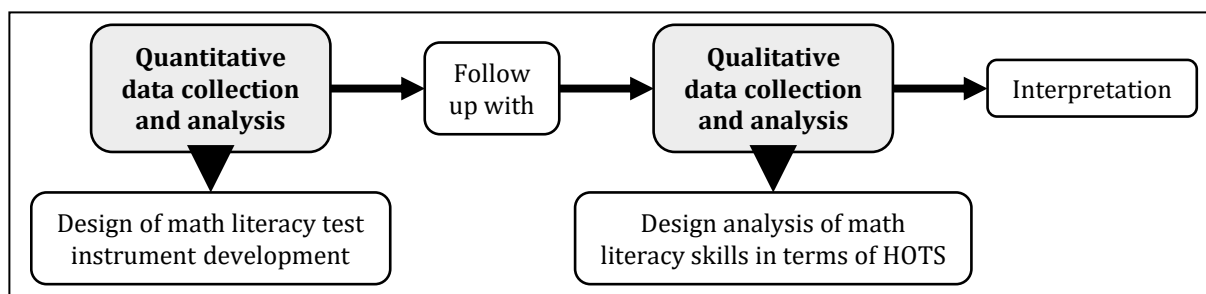 Quantitative
data collection
and analysis
Follow
up with
Qualitative
data collection
and analysis
Interpretation
Design of math literacy test
instrument development
Design analysis of math
literacy skills in terms of HOTS